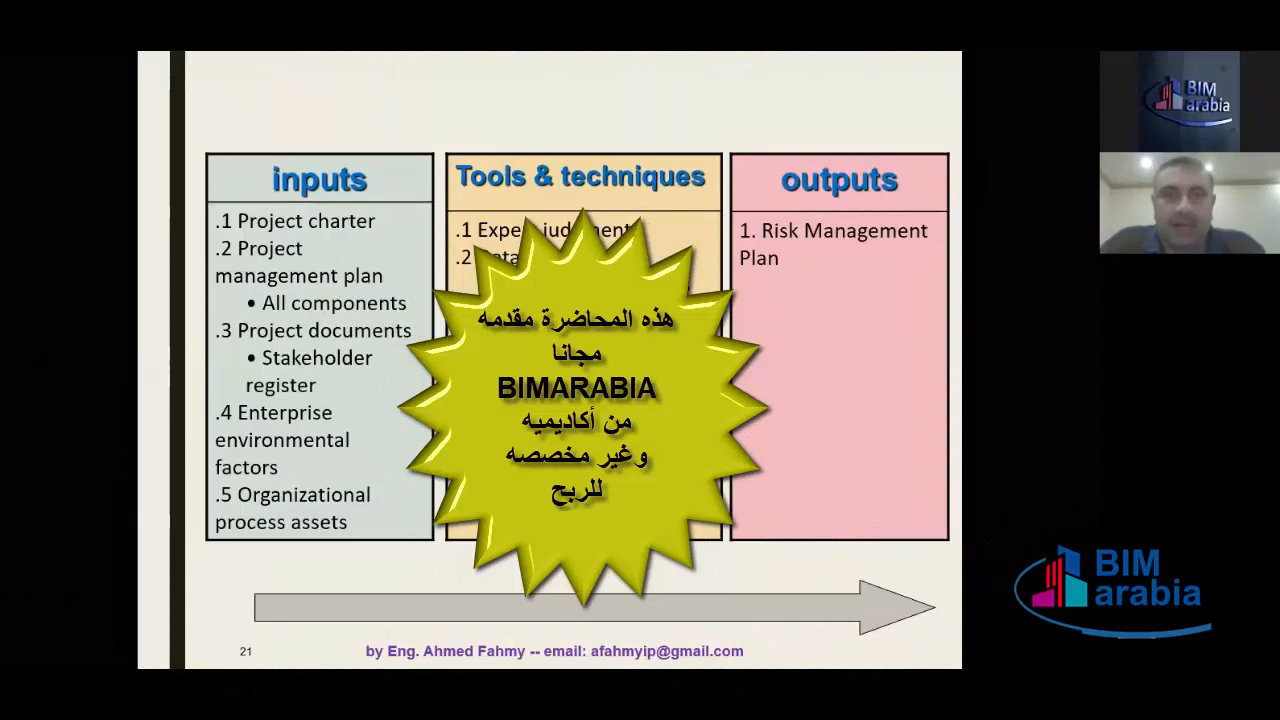 inputs
.1 Project charter
.2 Project
management plan
• All components
.3 Project documents
• Stakeholder
register
.4 Enterprise
environmental
factors
.5 Organizational
process assets
Tools & techniques
.1
.2
outputs
1. Risk Management
Plan
هذه المحاضرة مقدمه
مجانا
BIMARABIA
من أكاديميه
وغير مخصصه
للربح
21
by Eng. Ahmed Fahmy -- email: afahmyip@gmail.com
BIM
arabia
BIM
arabia